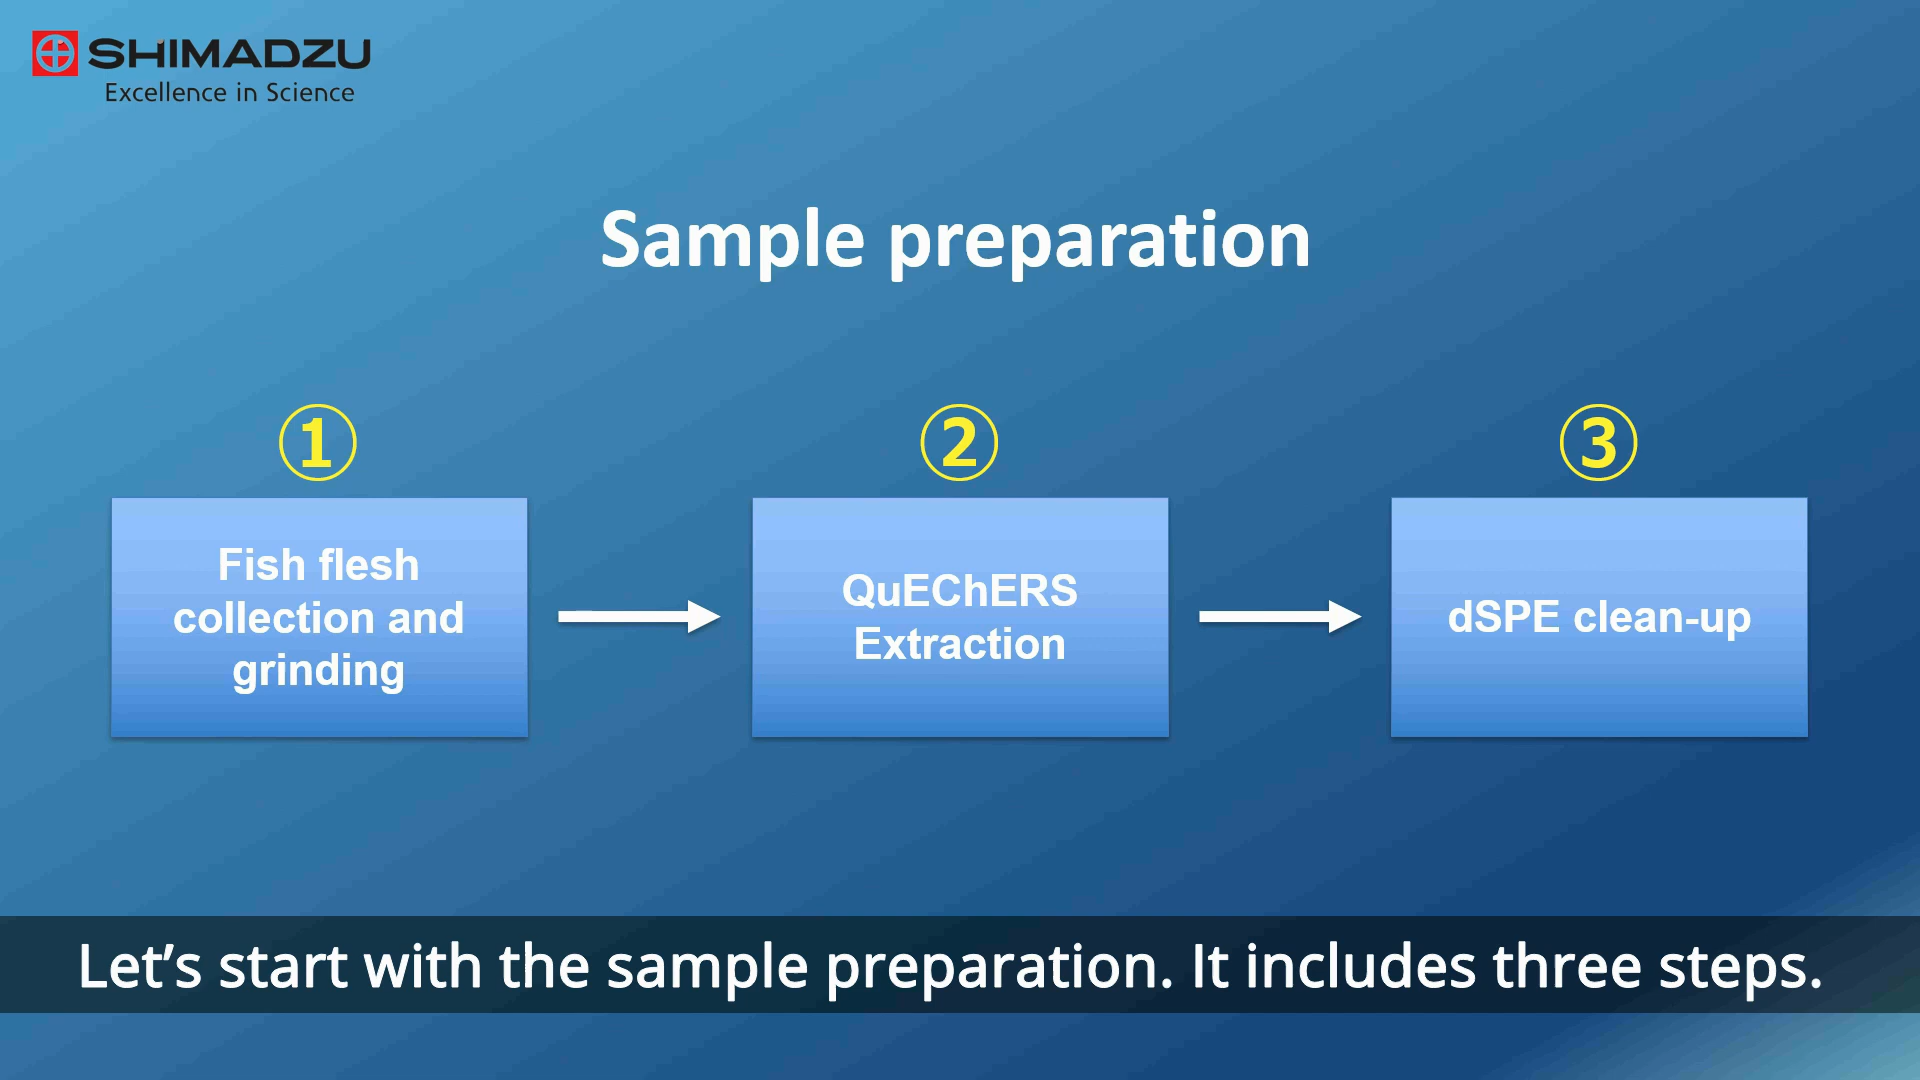 SHIMADZU
Excellence in Science
Sample preparation
①
②
③
Fish flesh
collection and
grinding
QuEChERS
Extraction
dSPE clean-up
Let’s start with the sample preparation. It includes three steps.